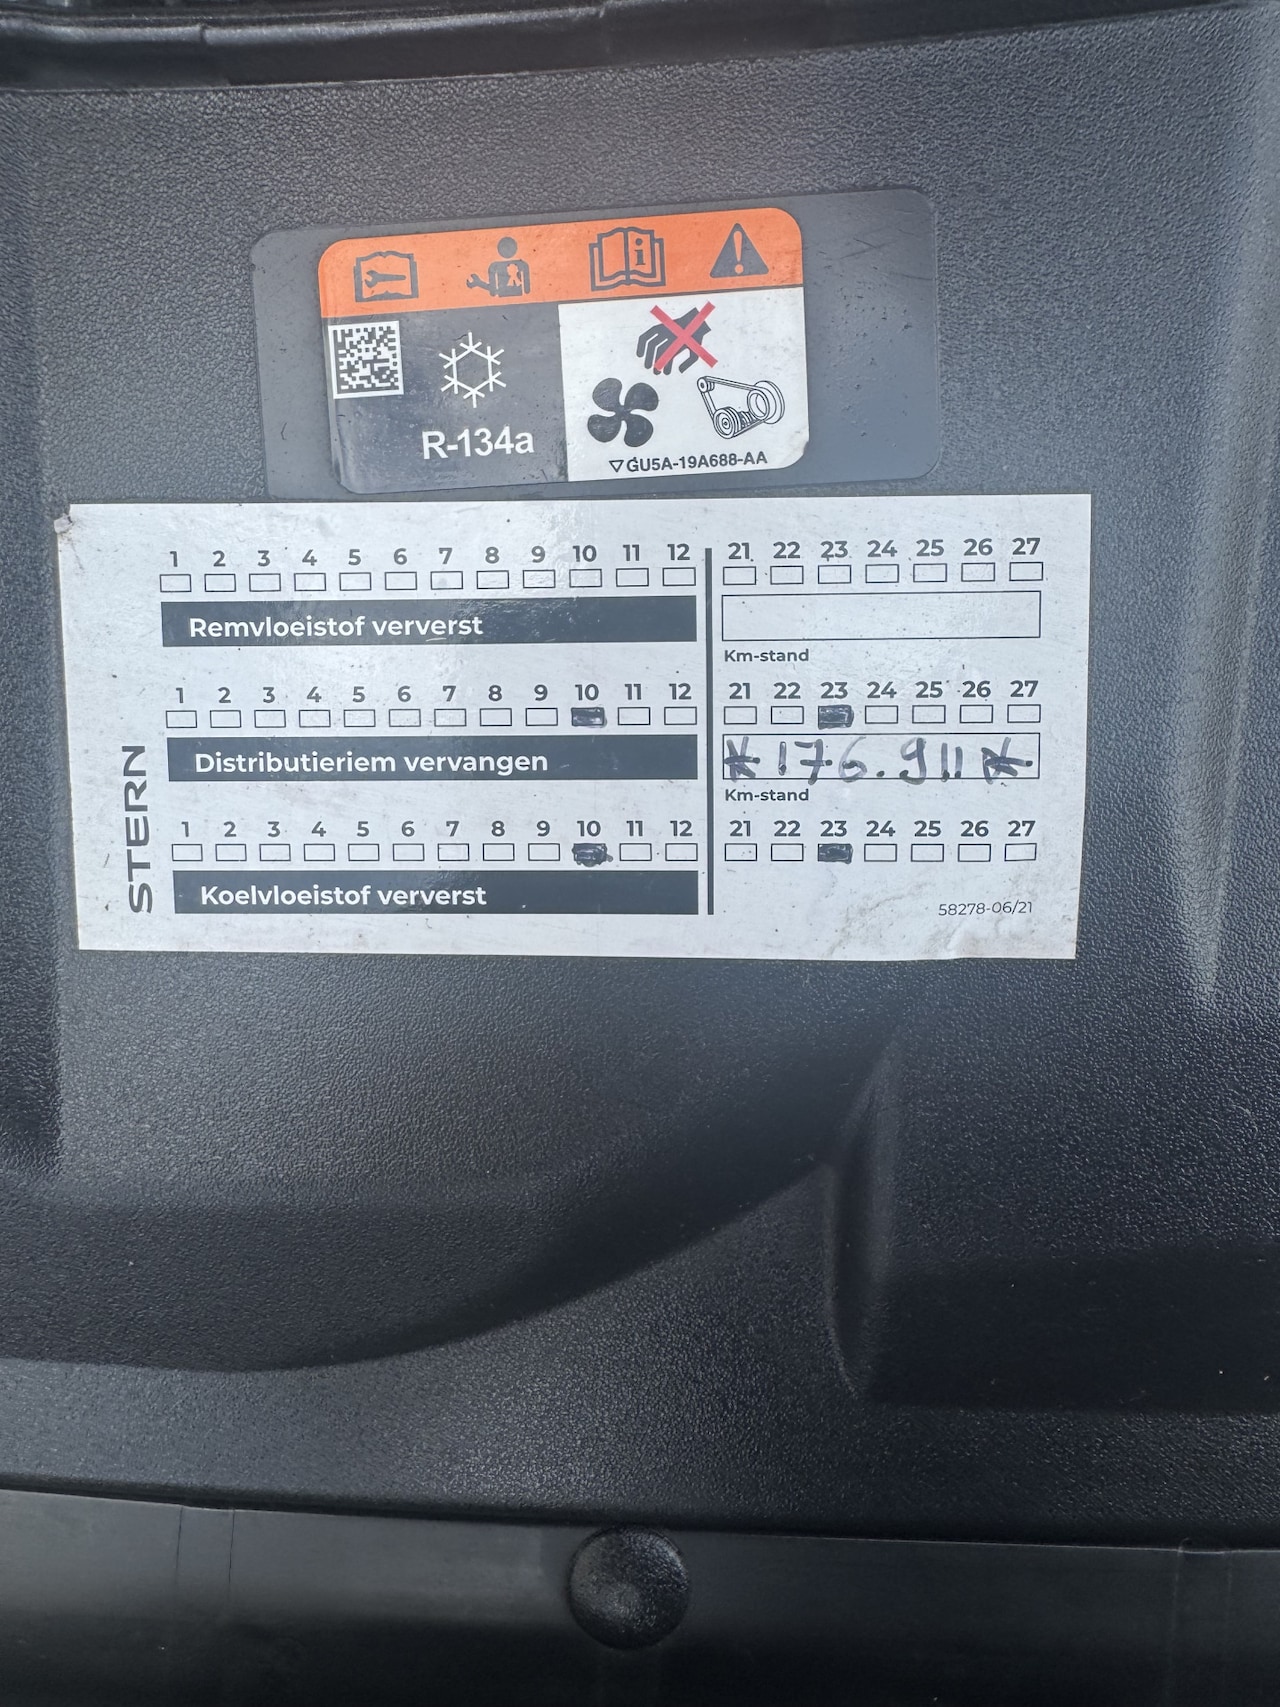 R-134a
GU5A-19A688-AA
1 2 3 4 5 6 7 8 9 10 11 12 21 22 23 24 25 26 27
Remvloeistof ververst
Km-stand
1 2 3 4 5 6 7 8 9 10 11 12 21 22 23 24 25 26 27
Distributieriem vervangen
*176.911*
Km-stand
1 2 3 4 5 6 7 8 9 10 11 12 21 22 23 24 25 26 27
Koelvloeistof ververst
58278-06/21
STERN